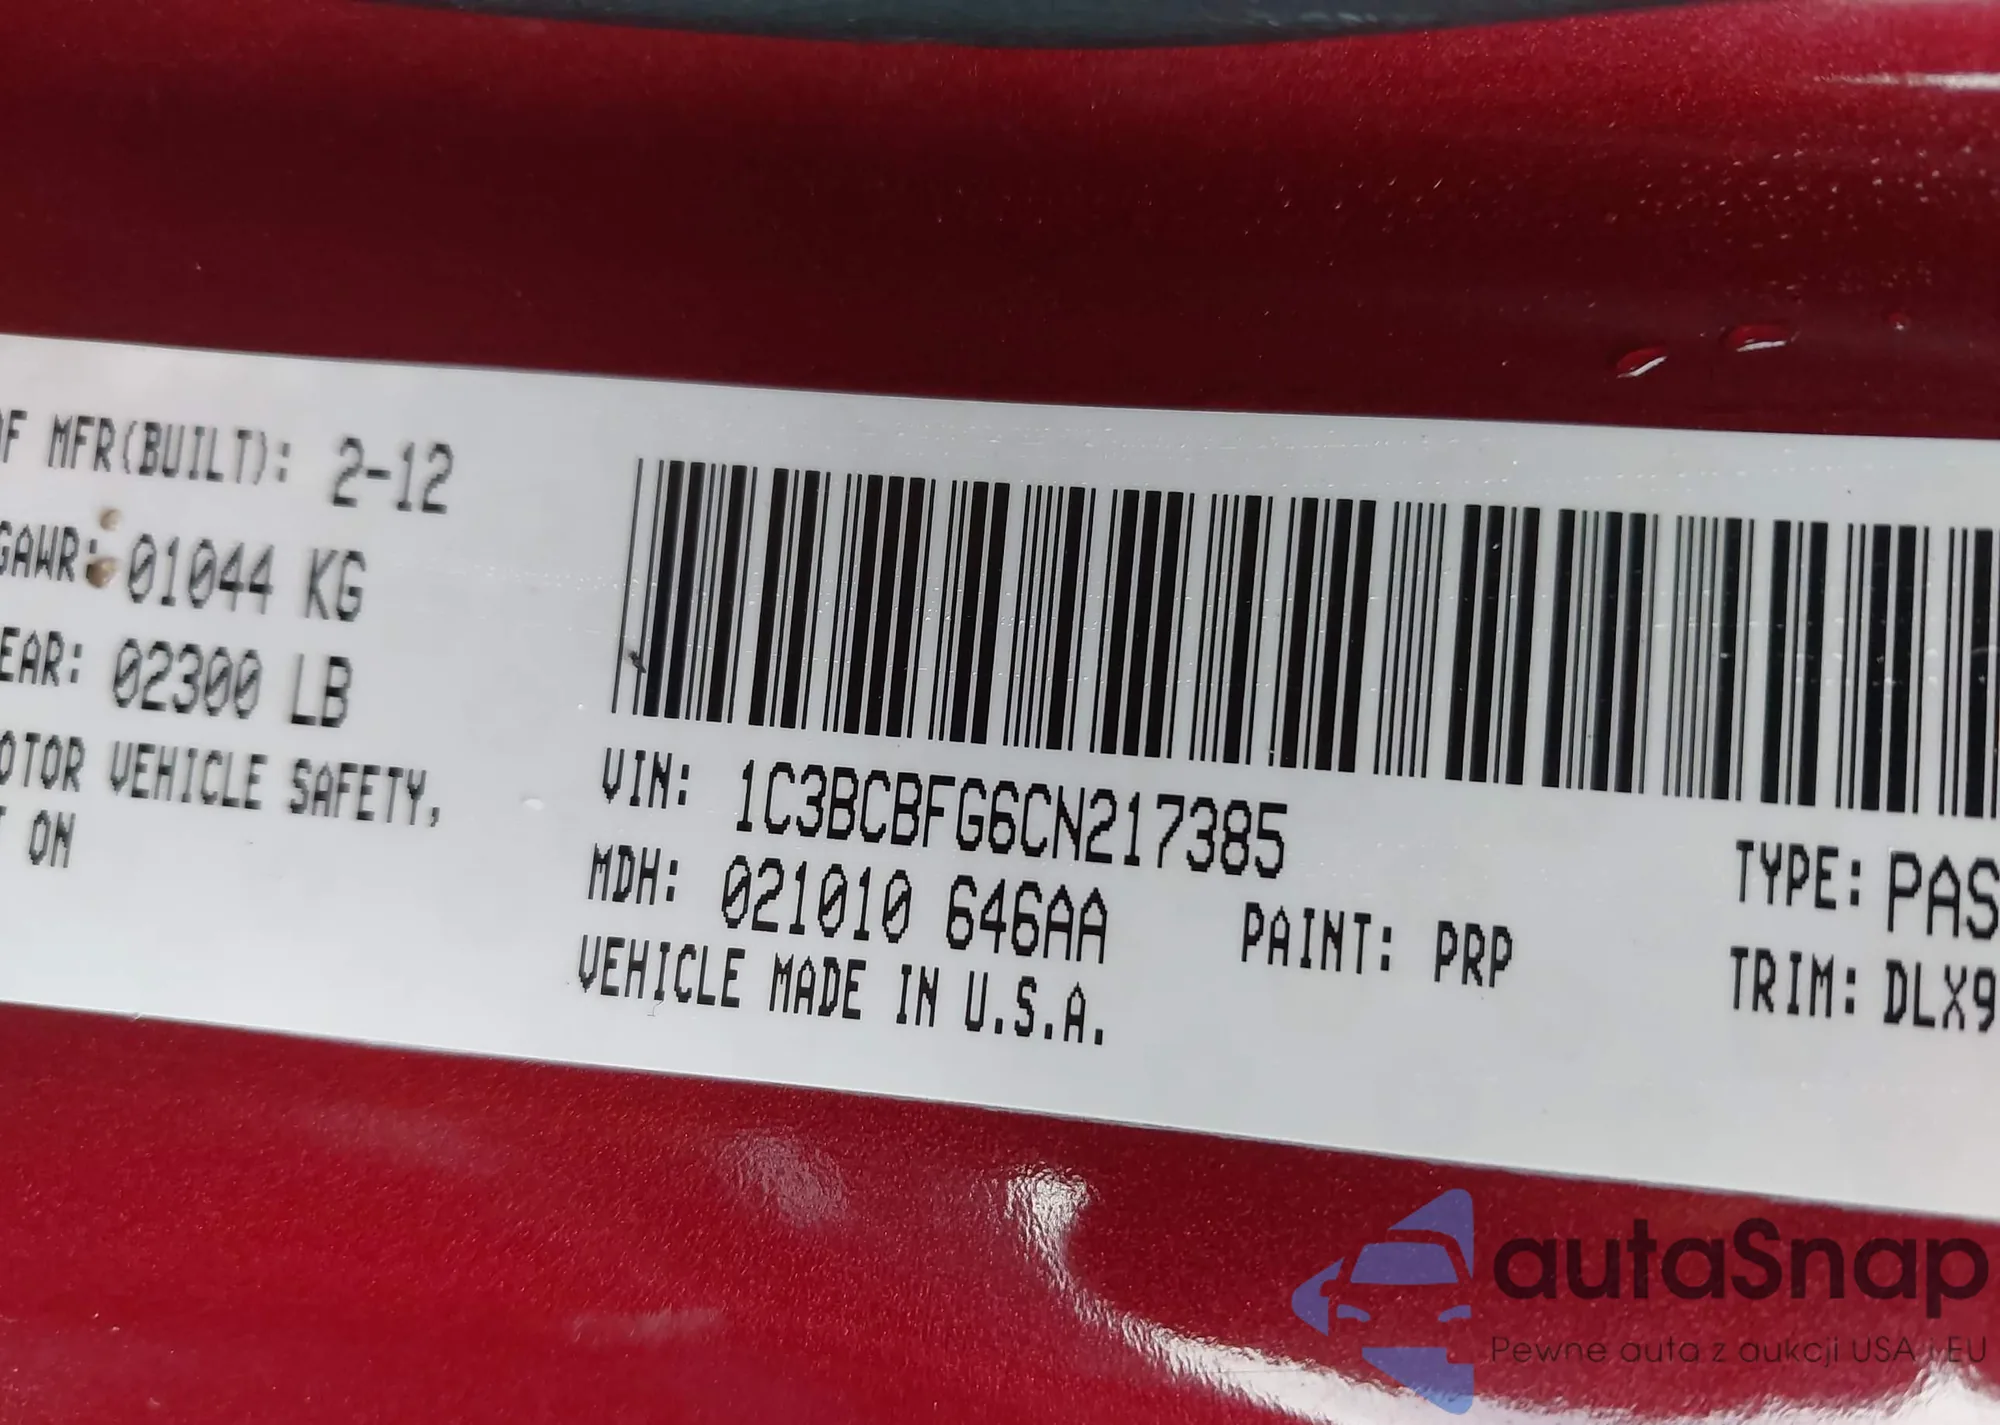 OF MFR(BUILT): 2-12
GAWR: 01044 KG
EAR: 02300 LB
OTOR VEHICLE SAFETY,
T ON
VIN: 1C3BCBFG6CN217385
MDH: 021010 646AA
PAINT: PRP
VEHICLE MADE IN U.S.A.
TYPE: PAS
TRIM: DLX9
autaSnap
Pewne auta z aukcji USA i EU